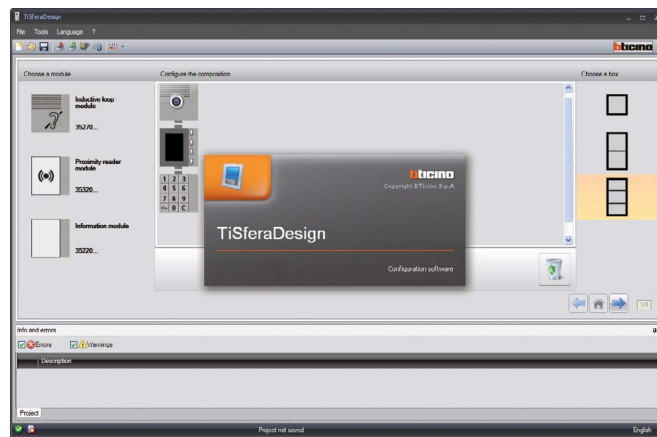 TiSferaDesign
File Tools Language ?
bticino
Choose a module
Configure the composition
Choose a box
Inductive loop
module
35270...
Proximity reader
module
35320...
Information module
35220...
1 2 3
4 5 6
7 8 9
0 C
bticino
Copyright BTicino S.p.A
TiSferaDesign
Configuration software
Info and errors
Errors Warnings
Description
Project
Project not saved
English